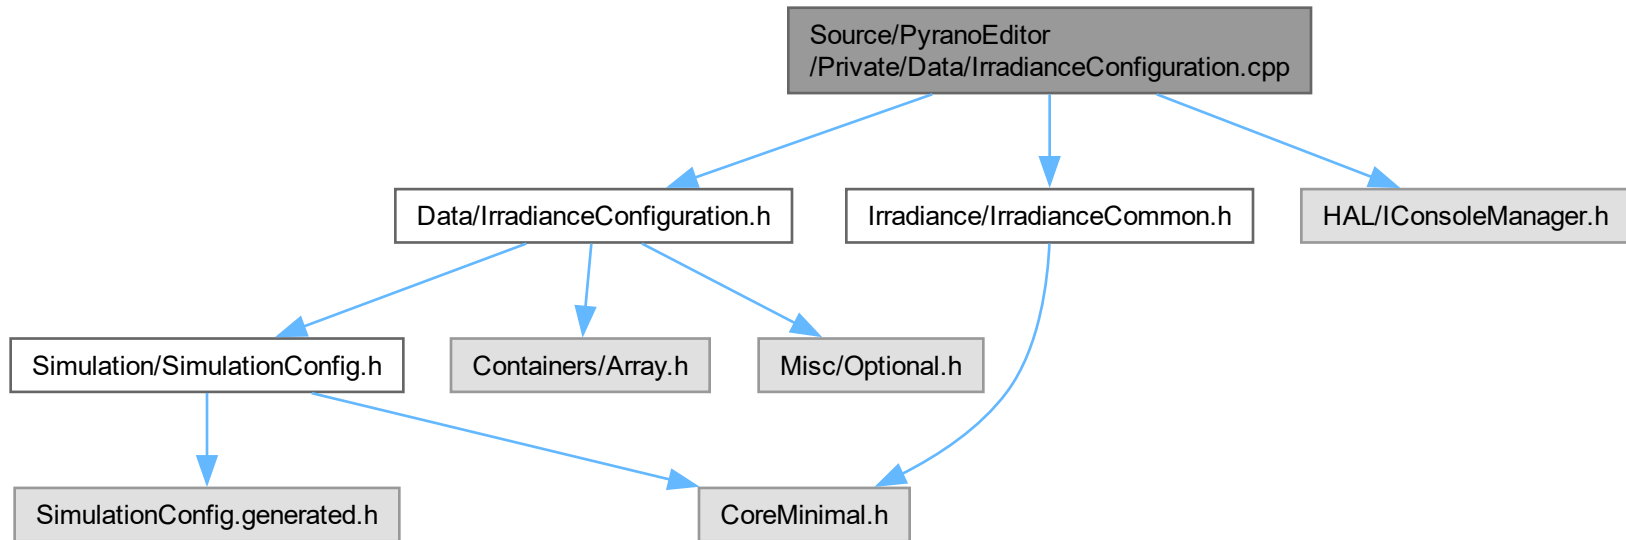 Source/PyranoEditor
/Private/Data/IrradianceConfiguration.cpp
Data/IrradianceConfiguration.h
Irradiance/IrradianceCommon.h
HAL/IConsoleManager.h
Simulation/SimulationConfig.h
Containers/Array.h
Misc/Optional.h
SimulationConfig.generated.h
CoreMinimal.h